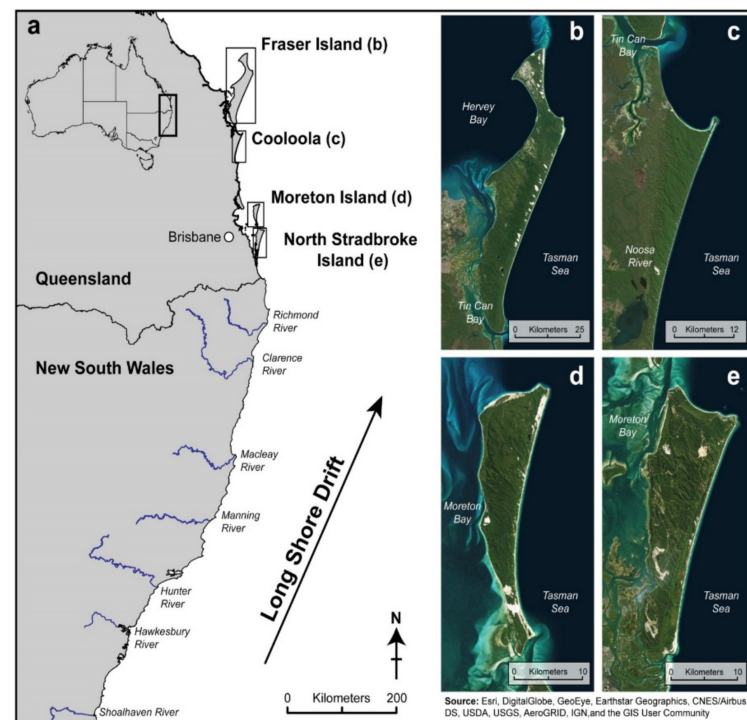 a
Fraser Island (b)
Cooloola (c)
Moreton Island (d)
Brisbane
North Stradbroke
Island (e)
Queensland
Richmond
River
New South Wales
Clarence
River
Macleay
River
Manning
River
Hunter
River
Hawkesbury
River
Shoalhaven River
Long Shore Drift
N
Kilometers
0 200
b
Hervey
Bay
Tasman
Sea
Tin Can
Bay
Kilometers
0 25
c
Tin Can
Bay
Noosa
River
Tasman
Sea
Kilometers
0 12
d
Moreton
Bay
Tasman
Sea
Kilometers
0 10
e
Moreton
Bay
Tasman
Sea
Kilometers
0 10
Source: Esri, DigitalGlobe, GeoEye, Earthstar Geographics, CNES/Airbus
DS, USDA, USGS, AeroGRID, IGN,and the GIS User Community